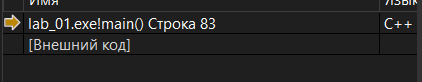 Имя
lab_01.exe!main() Строка 83
C++
[Внешний код]